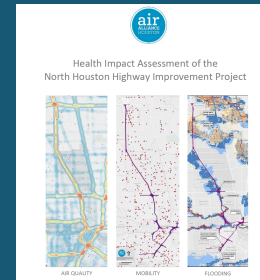 air
ALLIANCE
HOUSTON
Health Impact Assessment of the
North Houston Highway Improvement Project
AIR QUALITY
MOBILITY
FLOODING